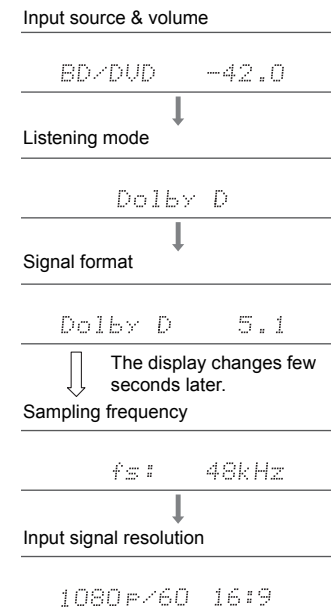 Input source & volume
BD/DVD -42.0
Listening mode
Dolby D
Signal format
Dolby D 5.1
The display changes few
seconds later.
Sampling frequency
fs: 48kHz
Input signal resolution
1080p/60 16:9